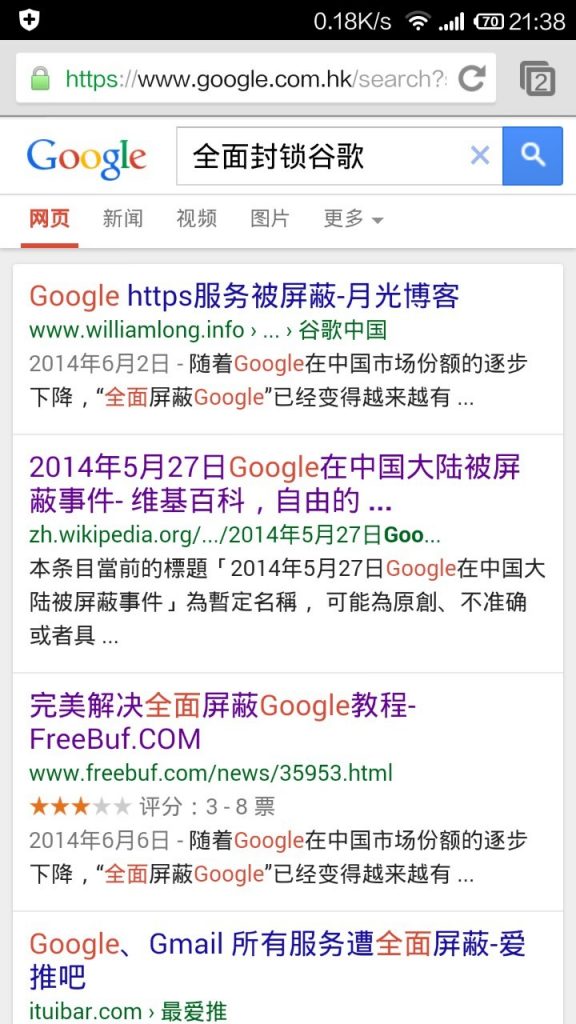 0.18K/s 70 21:38
https://www.google.com.hk/search?s 2
Google 全面封锁谷歌
网页 新闻 视频 图片 更多
Google https服务被屏蔽-月光博客
www.williamlong.info › ... › 谷歌中国
2014年6月2日 - 随着Google在中国市场份额的逐步
下降，“全面屏蔽Google”已经变得越来越有 ...
2014年5月27日Google在中国大陆被屏
蔽事件- 维基百科，自由的 ...
zh.wikipedia.org/.../2014年5月27日Goo...
本条目當前的標題「2014年5月27日Google在中国大
陆被屏蔽事件」為暫定名稱， 可能為原創、不准确
或者具 ...
完美解决全面屏蔽Google教程-
FreeBuf.COM
www.freebuf.com/news/35953.html
评分：3 - 8 票
2014年6月6日 - 随着Google在中国市场份额的逐步
下降，“全面屏蔽Google”已经变得越来越有 ...
Google、Gmail 所有服务遭全面屏蔽-爱
推吧
ituibar.com › 最爱推